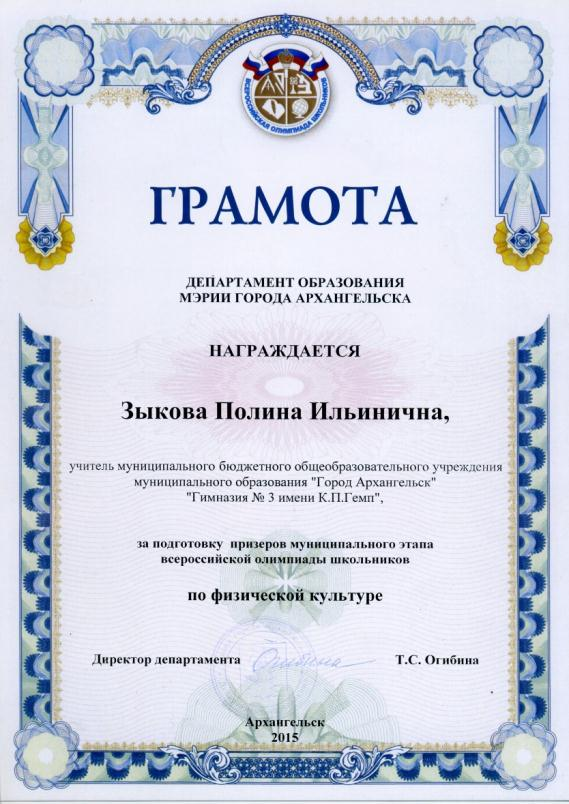 ВСЕРОССИЙСКАЯ ОЛИМПИАДА ШКОЛЬНИКОВ
ГРАМОТА
ДЕПАРТАМЕНТ ОБРАЗОВАНИЯ
МЭРИИ ГОРОДА АРХАНГЕЛЬСКА
НАГРАЖДАЕТСЯ
Зыкова Полина Ильинична,
учитель муниципального бюджетного общеобразовательного учреждения
муниципального образования "Город Архангельск"
"Гимназия № 3 имени К.П.Гемп",
за подготовку призеров муниципального этапа
всероссийской олимпиады школьников
по физической культуре
Директор департамента Т.С. Огибина
Архангельск
2015